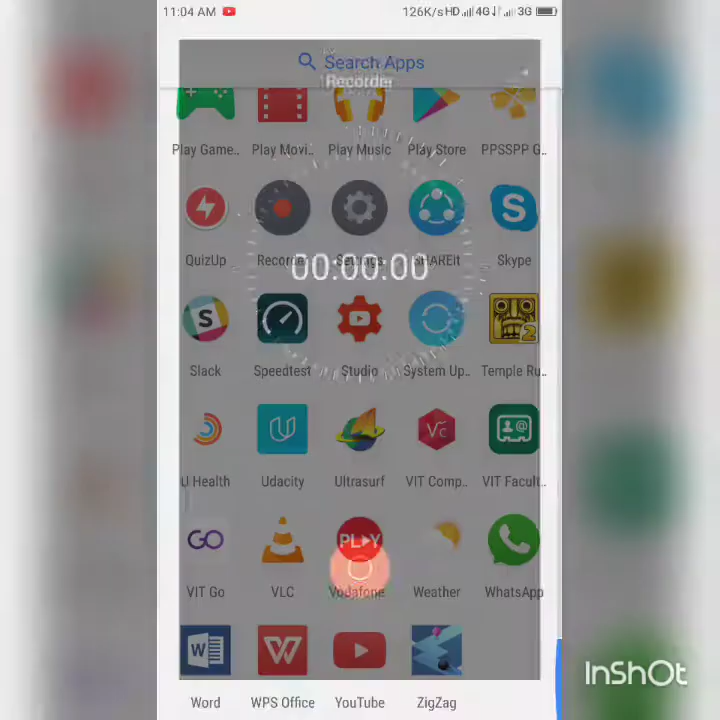 11:04 AM 126K/s HD 4G 3G
Search Apps
Recorder
Play Game.. Play Movi.. Play Music Play Store PPSSPP G..
QuizUp Recorder Settings SHAREit Skype
00:00.00
Slack Speedtest Studio System Up.. Temple Ru..
U Health Udacity Ultrasurf VIT Comp.. VIT Facult..
PLAY
VIT Go VLC Vodafone Weather WhatsApp
Word WPS Office YouTube ZigZag
InShOt